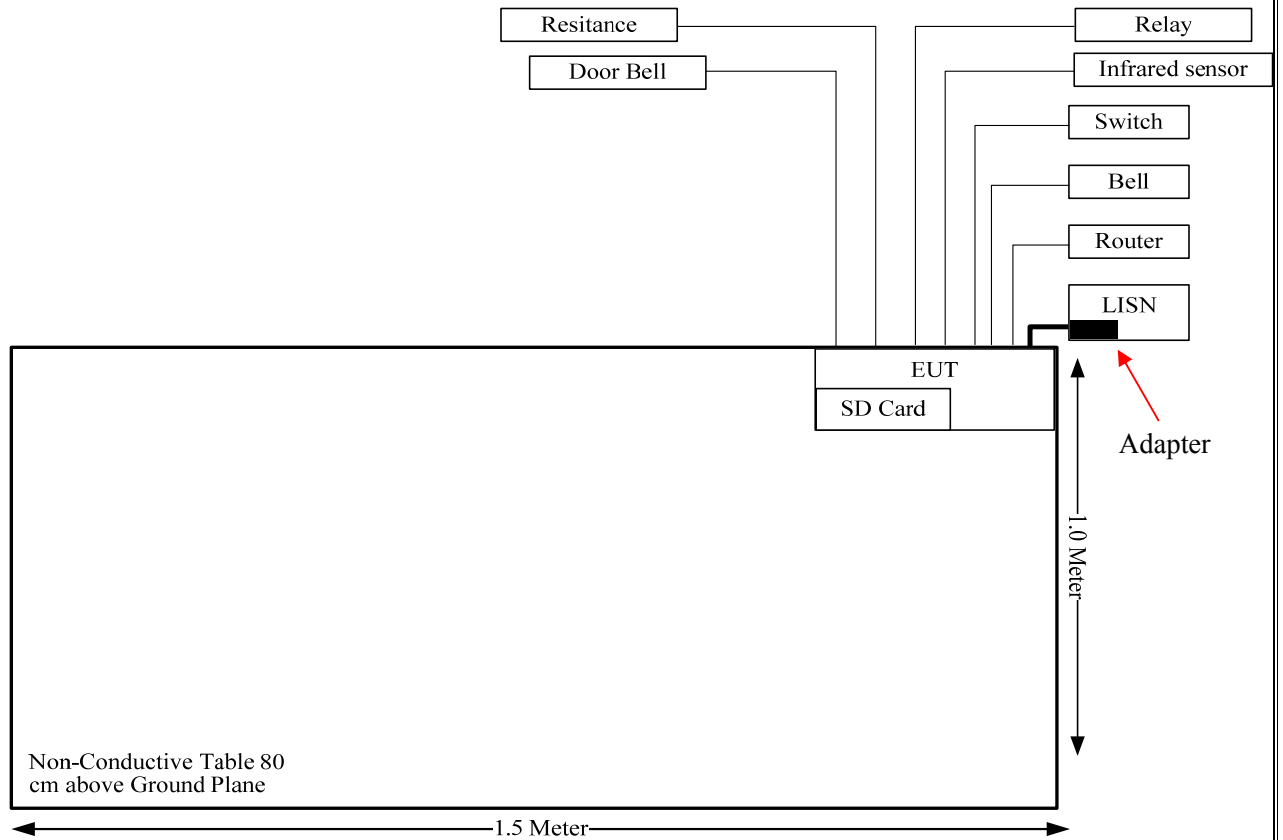 Resitance
Relay
Door Bell
Infrared sensor
Switch
Bell
Router
LISN
EUT
SD Card
Adapter
1.0 Meter
Non-Conductive Table 80
cm above Ground Plane
1.5 Meter